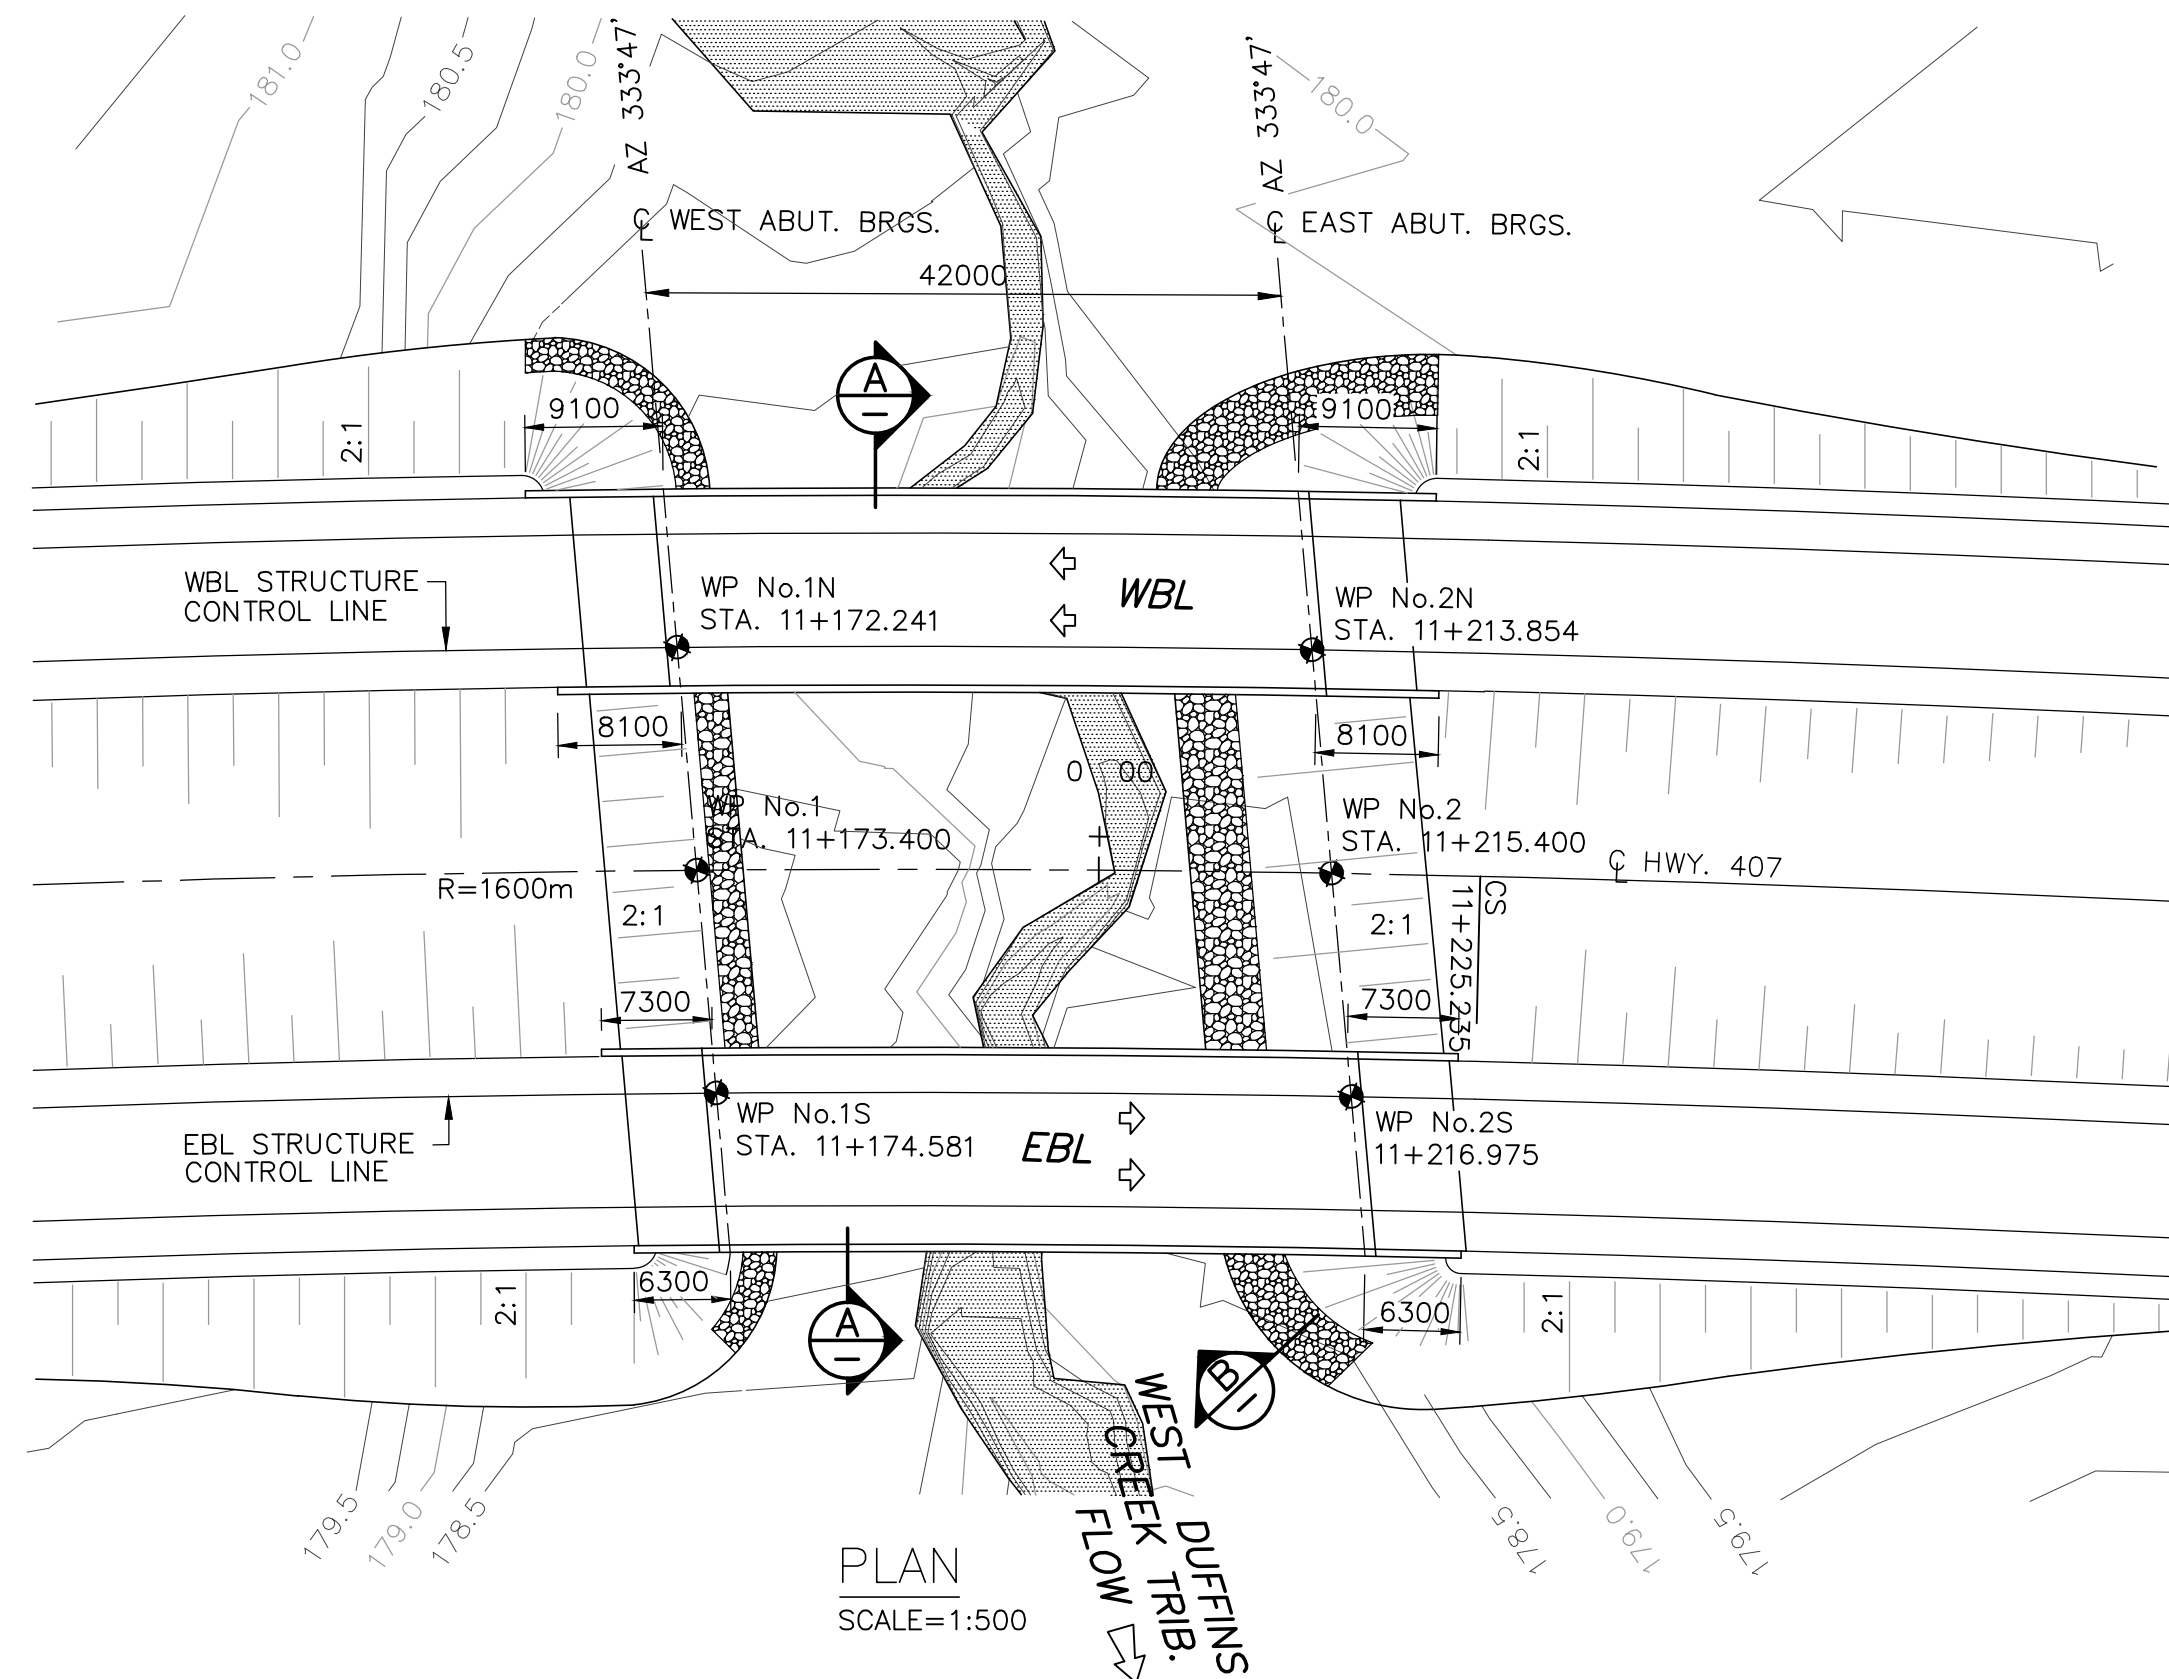 181.0
180.5
180.0
AZ 333°47'
AZ 333°47'
180.0
℄ WEST ABUT. BRGS.
℄ EAST ABUT. BRGS.
42000
A
9100
9100
2:1
2:1
WBL STRUCTURE
CONTROL LINE
WP No.1N
STA. 11+172.241
WBL
WP No.2N
STA. 11+213.854
8100
8100
0 00
WP No.1
STA. 11+173.400
WP No.2
STA. 11+215.400
℄ HWY. 407
R=1600m
2:1
2:1
CS
11+225.235
7300
7300
EBL STRUCTURE
CONTROL LINE
WP No.1S
STA. 11+174.581
EBL
WP No.2S
11+216.975
6300
6300
2:1
2:1
A
B
179.5
179.0
178.5
WEST DUFFINS
CREEK TRIB.
FLOW
178.5
179.0
179.5
PLAN
SCALE=1:500